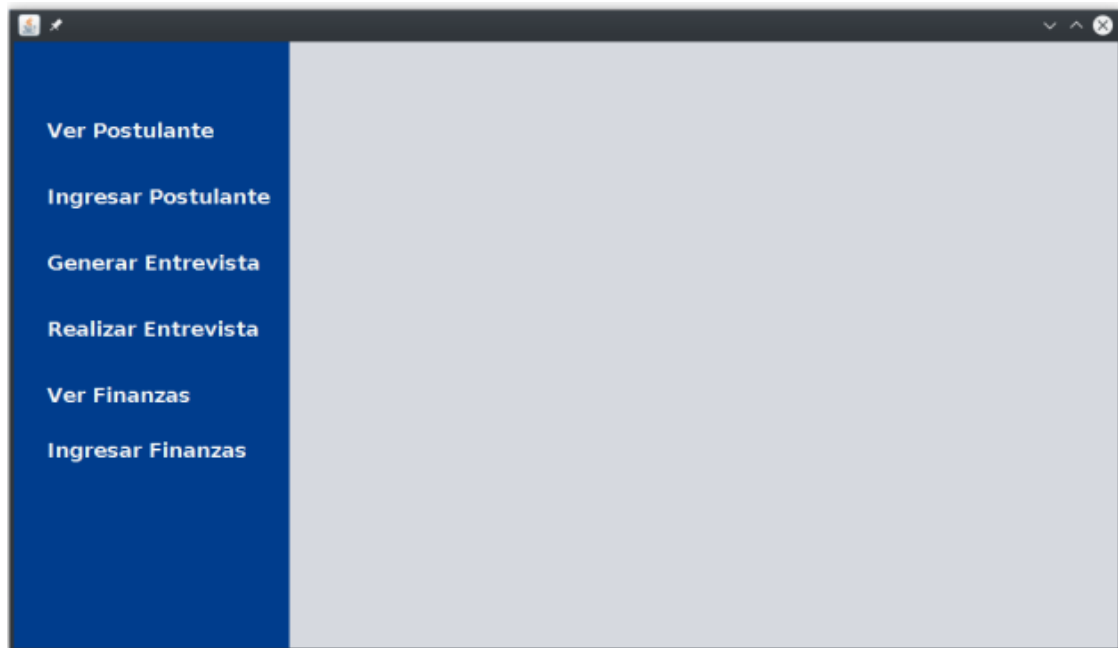 Ver Postulante
Ingresar Postulante
Generar Entrevista
Realizar Entrevista
Ver Finanzas
Ingresar Finanzas